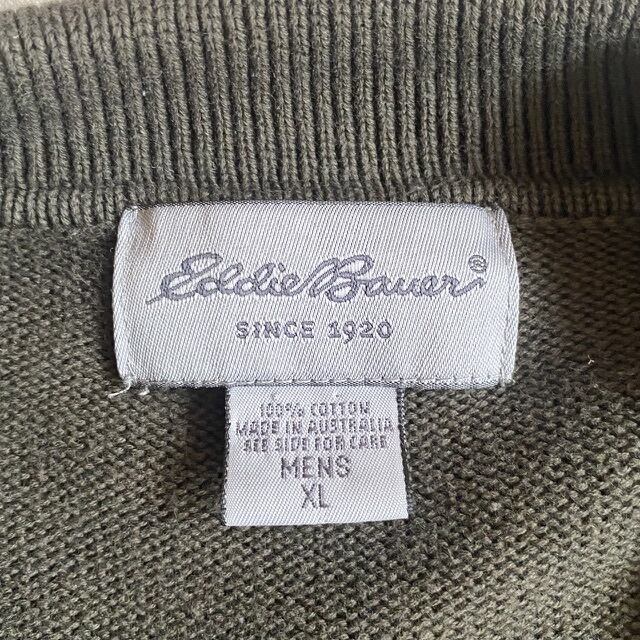 Eddie Bauer®
SINCE 1920
100% COTTON
MADE IN AUSTRALIA
SEE SIDE FOR CARE
MENS
XL